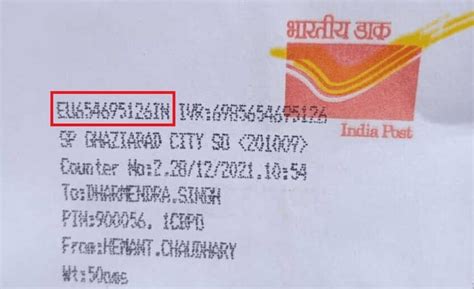 भारतीय डाक
India Post
EU654695126IN IVR:6985654695126
SP GHAZIABAD CITY SO <201009>
Counter No:2,28/12/2021,10:54
To:DHARMENDRA.SINGH
PIN:900056, 1CBPO
From:HEMANT.CHAUDHARY
Wt:50gms